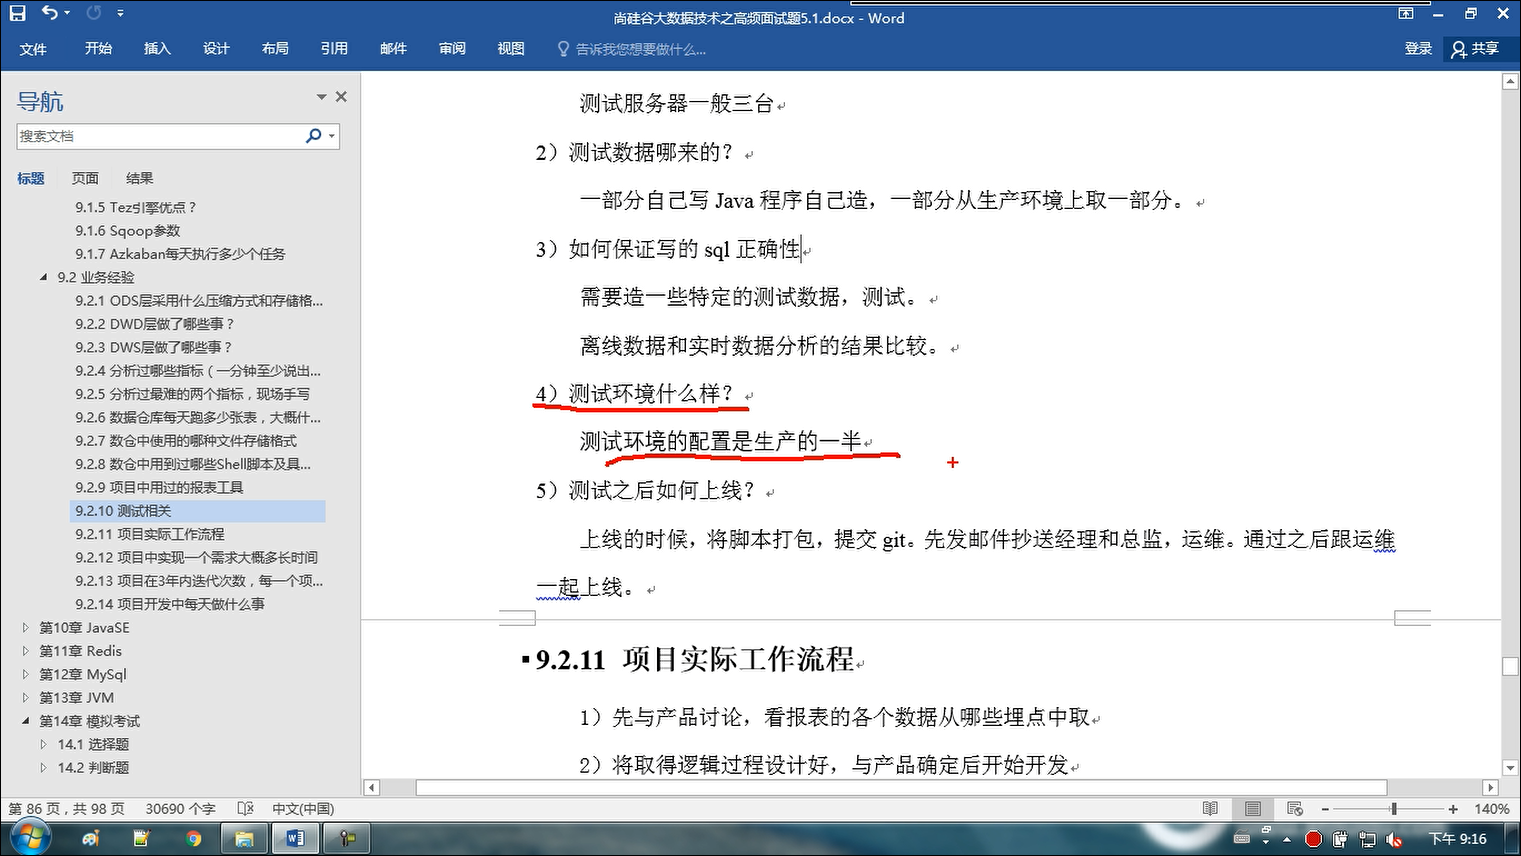 尚硅谷大数据技术之高频面试题5.1.docx - Word
文件 开始 插入 设计 布局 引用 邮件 审阅 视图 告诉我您想要做什么... 登录 共享
导航
搜索文档
标题 页面 结果
9.1.5 Tez引擎优点？
9.1.6 Sqoop参数
9.1.7 Azkaban每天执行多少个任务
9.2 业务经验
9.2.1 ODS层采用什么压缩方式和存储格...
9.2.2 DWD层做了哪些事？
9.2.3 DWS层做了哪些事？
9.2.4 分析过哪些指标（一分钟至少说出...
9.2.5 分析过最难的两个指标，现场手写
9.2.6 数据仓库每天跑多少张表，大概什...
9.2.7 数仓中使用的哪种文件存储格式
9.2.8 数仓中用到过哪些Shell脚本及具...
9.2.9 项目中用过的报表工具
9.2.10 测试相关
9.2.11 项目实际工作流程
9.2.12 项目中实现一个需求大概多长时间
9.2.13 项目在3年内迭代次数，每一个项...
9.2.14 项目开发中每天做什么事
第10章 JavaSE
第11章 Redis
第12章 MySql
第13章 JVM
第14章 模拟考试
14.1 选择题
14.2 判断题
测试服务器一般三台
2）测试数据哪来的？
一部分自己写 Java 程序自己造，一部分从生产环境上取一部分。
3）如何保证写的 sql 正确性
需要造一些特定的测试数据，测试。
离线数据和实时数据分析的结果比较。
4）测试环境什么样？
测试环境的配置是生产的一半
5）测试之后如何上线？
上线的时候，将脚本打包，提交 git。先发邮件抄送经理和总监，运维。通过之后跟运维
一起上线。
9.2.11 项目实际工作流程
1）先与产品讨论，看报表的各个数据从哪些埋点中取
2）将取得逻辑过程设计好，与产品确定后开始开发
第 86 页，共 98 页 30690 个字 中文(中国) 140%
下午 9:16